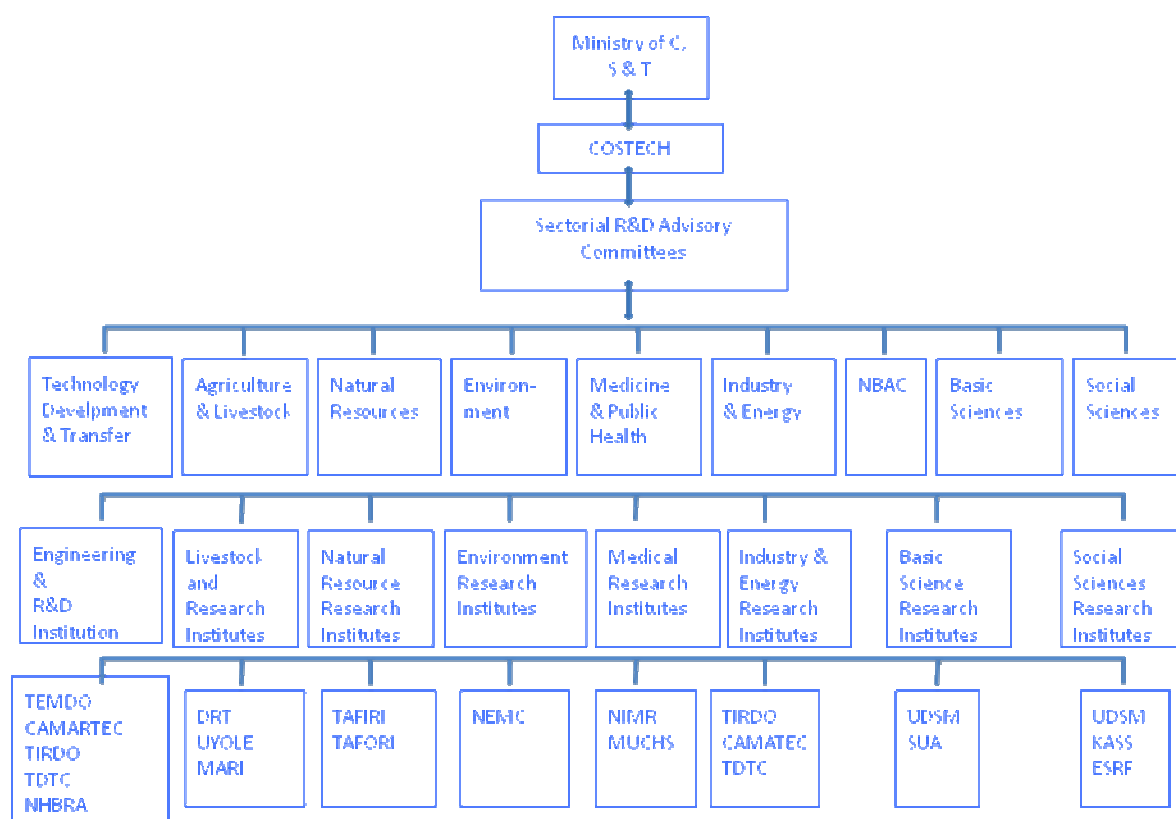 Ministry of C,
S & T
COSTECH
Sectorial R&D Advisory
Committees
Technology
Develpment
& Transfer
Agriculture
& Livestock
Natural
Resources
Environ-
ment
Medicine
& Public
Health
Industry
& Energy
NBAC
Basic
Sciences
Social
Sciences
Engineering
&
R&D
Institution
Livestock
and
Research
Institutes
Natural
Resource
Research
Institutes
Environment
Research
Institutes
Medical
Research
Institutes
Industry &
Energy
Research
Institutes
Basic
Science
Research
Institutes
Social
Sciences
Research
Institutes
TEMDO
CAMARTEC
TIRDO
TDTC
NHBRA
DRT
UYOLE
MARI
TAFIRI
TAFORI
NEMC
NIMR
MUCHS
TIRDO
CAMATEC
TDTC
UDSM
SUA
UDSM
KASS
ESRF